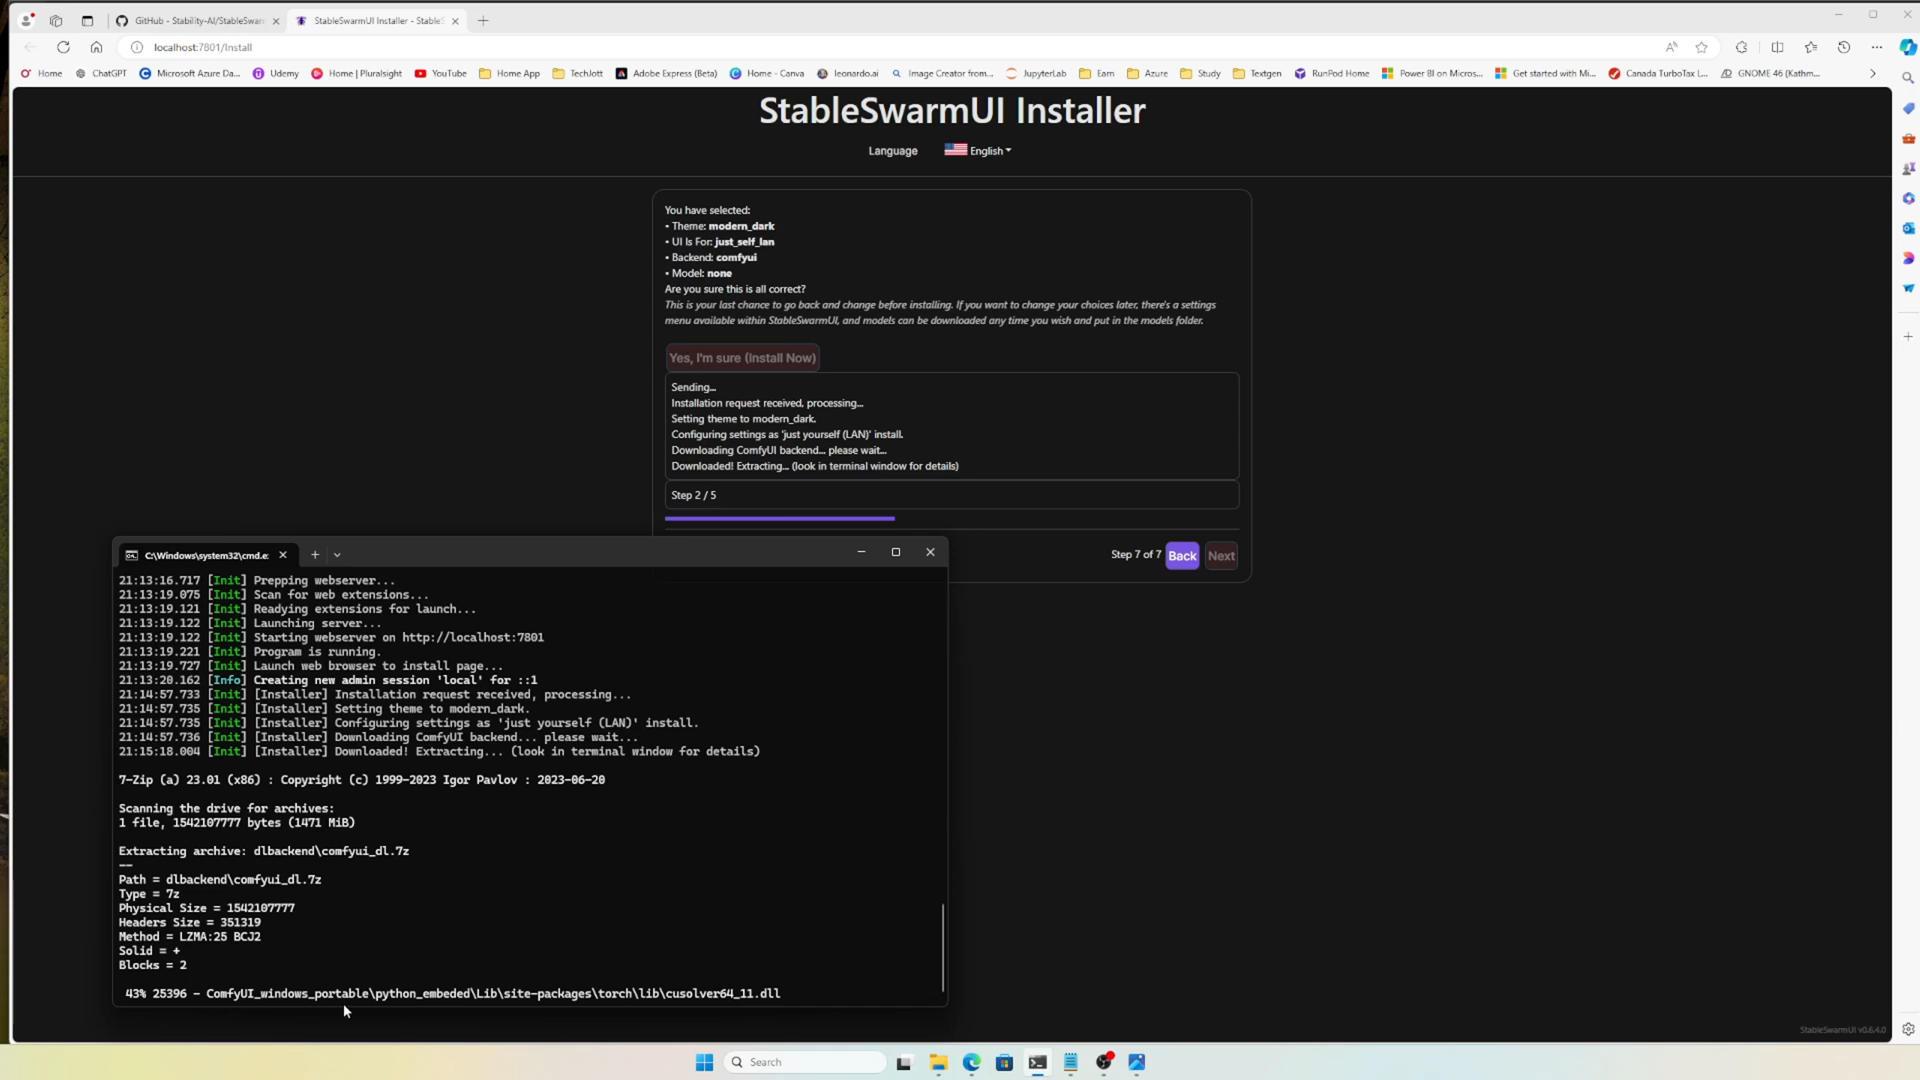 GitHub - Stability-AI/StableSwarm
StableSwarmUI Installer - Stable
localhost:7801/Install
Home
ChatGPT
Microsoft Azure Da...
Udemy
Home | Pluralsight
YouTube
Home App
TechJott
Adobe Express (Beta)
Home - Canva
leonardo.ai
Image Creator from...
JupyterLab
Earn
Azure
Study
Textgen
RunPod Home
Power BI on Micros...
Get started with Mi...
Canada TurboTax L...
GNOME 46 (Kathm...
StableSwarmUI Installer
Language
English
You have selected:
• Theme: modern_dark
• UI Is For: just_self_lan
• Backend: comfyui
• Model: none
Are you sure this is all correct?
This is your last chance to go back and change before installing. If you want to change your choices later, there's a settings
menu available within StableSwarmUI, and models can be downloaded any time you wish and put in the models folder.
Yes, I'm sure (Install Now)
Sending...
Installation request received, processing...
Setting theme to modern_dark.
Configuring settings as 'just yourself (LAN)' install.
Downloading ComfyUI backend... please wait...
Downloaded! Extracting... (look in terminal window for details)
Step 2 / 5
Step 7 of 7
Back
Next
C:\Windows\system32\cmd.e
21:13:16.717 [Init] Prepping webserver...
21:13:19.075 [Init] Scan for web extensions...
21:13:19.121 [Init] Readying extensions for launch...
21:13:19.122 [Init] Launching server...
21:13:19.122 [Init] Starting webserver on http://localhost:7801
21:13:19.221 [Init] Program is running.
21:13:19.727 [Init] Launch web browser to install page...
21:13:20.162 [Info] Creating new admin session 'local' for ::1
21:14:57.733 [Init] [Installer] Installation request received, processing...
21:14:57.735 [Init] [Installer] Setting theme to modern_dark.
21:14:57.735 [Init] [Installer] Configuring settings as 'just yourself (LAN)' install.
21:14:57.736 [Init] [Installer] Downloading ComfyUI backend... please wait...
21:15:18.004 [Init] [Installer] Downloaded! Extracting... (look in terminal window for details)
7-Zip (a) 23.01 (x86) : Copyright (c) 1999-2023 Igor Pavlov : 2023-06-20
Scanning the drive for archives:
1 file, 1542107777 bytes (1471 MiB)
Extracting archive: dlbackend\comfyui_dl.7z
--
Path = dlbackend\comfyui_dl.7z
Type = 7z
Physical Size = 1542107777
Headers Size = 351319
Method = LZMA:25 BCJ2
Solid = +
Blocks = 2
43% 25396 - ComfyUI_windows_portable\python_embeded\Lib\site-packages\torch\lib\cusolver64_11.dll
StableSwarmUI v0.6.4.0
Search